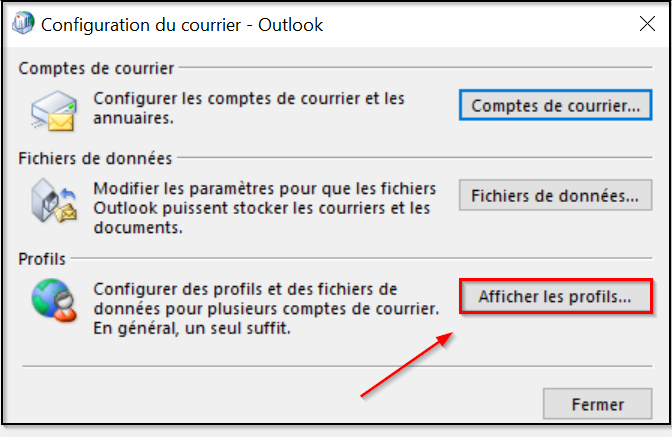 Configuration du courrier - Outlook
Comptes de courrier
Configurer les comptes de courrier et les
annuaires.
Comptes de courrier...
Fichiers de données
Modifier les paramètres pour que les fichiers
Outlook puissent stocker les courriers et les
documents.
Fichiers de données...
Profils
Configurer des profils et des fichiers de
données pour plusieurs comptes de courrier.
En général, un seul suffit.
Afficher les profils...
Fermer